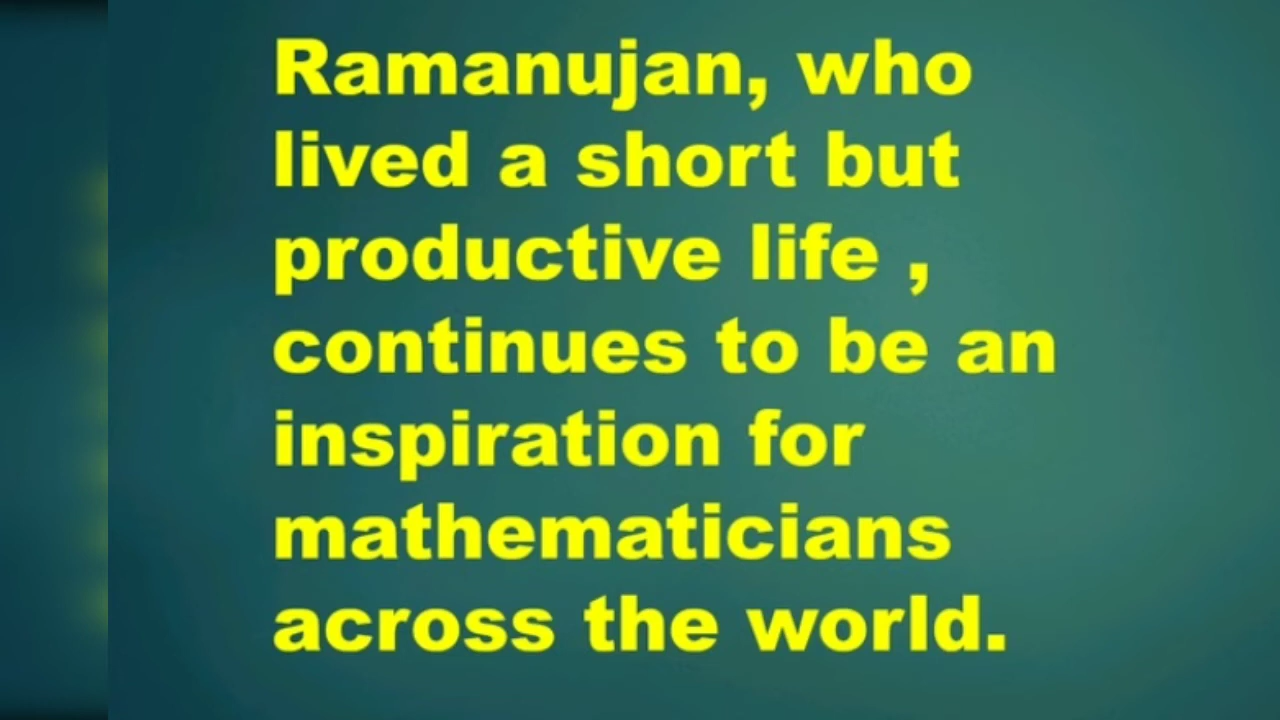 Ramanujan, who
lived a short but
productive life ,
continues to be an
inspiration for
mathematicians
across the world.